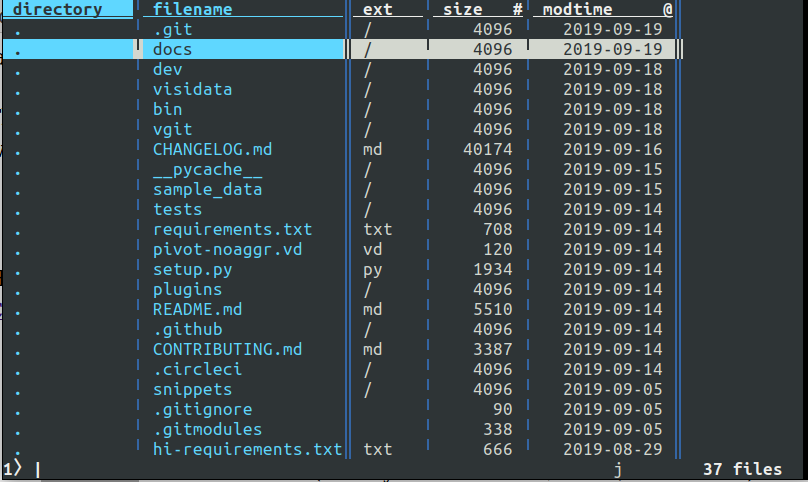 directory filename ext size # modtime @
. .git / 4096 2019-09-19
. docs / 4096 2019-09-19
. dev / 4096 2019-09-18
. visidata / 4096 2019-09-18
. bin / 4096 2019-09-18
. vgit / 4096 2019-09-18
. CHANGELOG.md md 40174 2019-09-16
. __pycache__ / 4096 2019-09-15
. sample_data / 4096 2019-09-15
. tests / 4096 2019-09-14
. requirements.txt txt 708 2019-09-14
. pivot-noaggr.vd vd 120 2019-09-14
. setup.py py 1934 2019-09-14
. plugins / 4096 2019-09-14
. README.md md 5510 2019-09-14
. .github / 4096 2019-09-14
. CONTRIBUTING.md md 3387 2019-09-14
. .circleci / 4096 2019-09-14
. snippets / 4096 2019-09-05
. .gitignore 90 2019-09-05
. .gitmodules 338 2019-09-05
. hi-requirements.txt txt 666 2019-08-29
1❯ | j 37 files